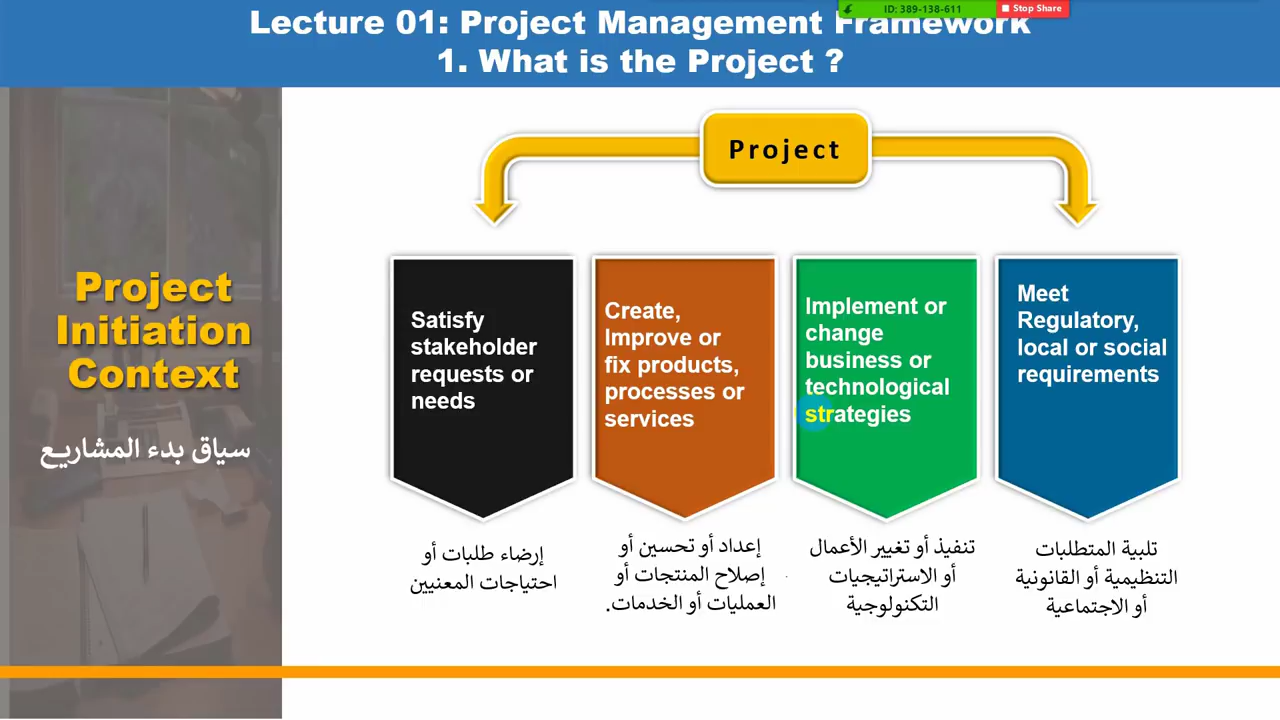 Lecture 01: Project Management Framework
ID: 389-138-611
Stop Share
1. What is the Project ?
Project
Project
Initiation
Context
سياق بدء المشاريع
Satisfy
stakeholder
requests or
needs
إرضاء طلبات أو
احتياجات المعنيين
Create,
Improve or
fix products,
processes or
services
إعداد أو تحسين أو
إصلاح المنتجات أو
العمليات أو الخدمات.
Implement or
change
business or
technological
strategies
تنفيذ أو تغيير الأعمال
أو الاستراتيجيات
التكنولوجية
Meet
Regulatory,
local or social
requirements
تلبية المتطلبات
التنظيمية أو القانونية
أو الاجتماعية